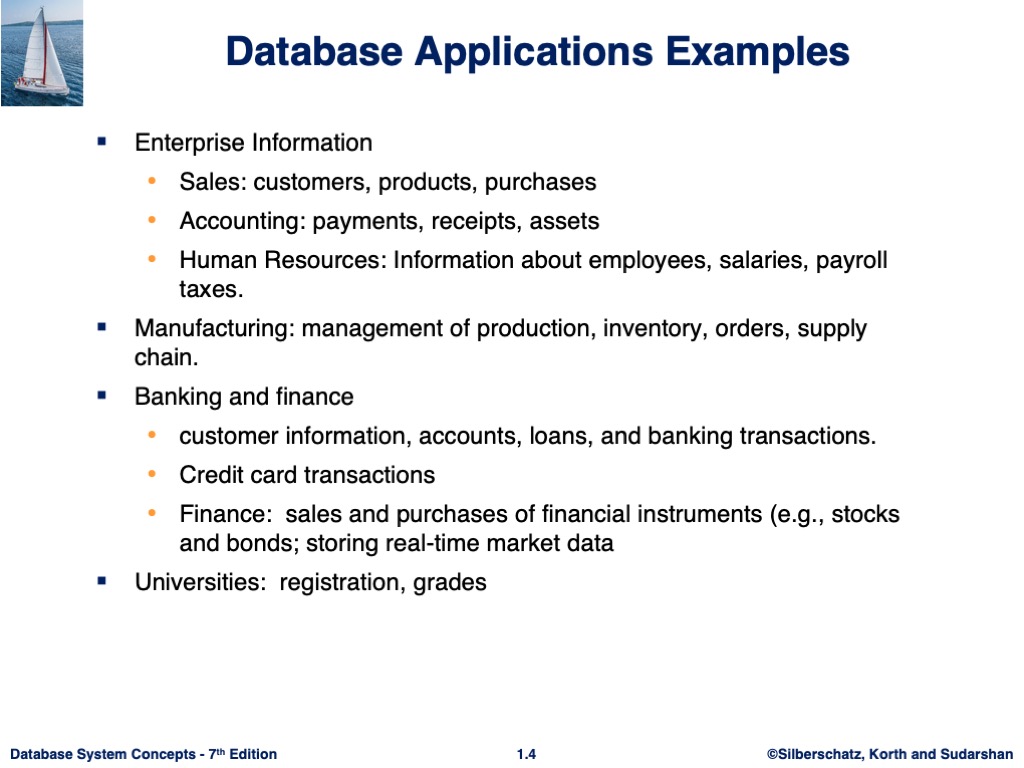 Database Applications Examples
▪ Enterprise Information
• Sales: customers, products, purchases
• Accounting: payments, receipts, assets
• Human Resources: Information about employees, salaries, payroll
taxes.
▪ Manufacturing: management of production, inventory, orders, supply
chain.
▪ Banking and finance
• customer information, accounts, loans, and banking transactions.
• Credit card transactions
• Finance:  sales and purchases of financial instruments (e.g., stocks
and bonds; storing real-time market data
▪ Universities:  registration, grades
Database System Concepts - 7th Edition
1.4
©Silberschatz, Korth and Sudarshan